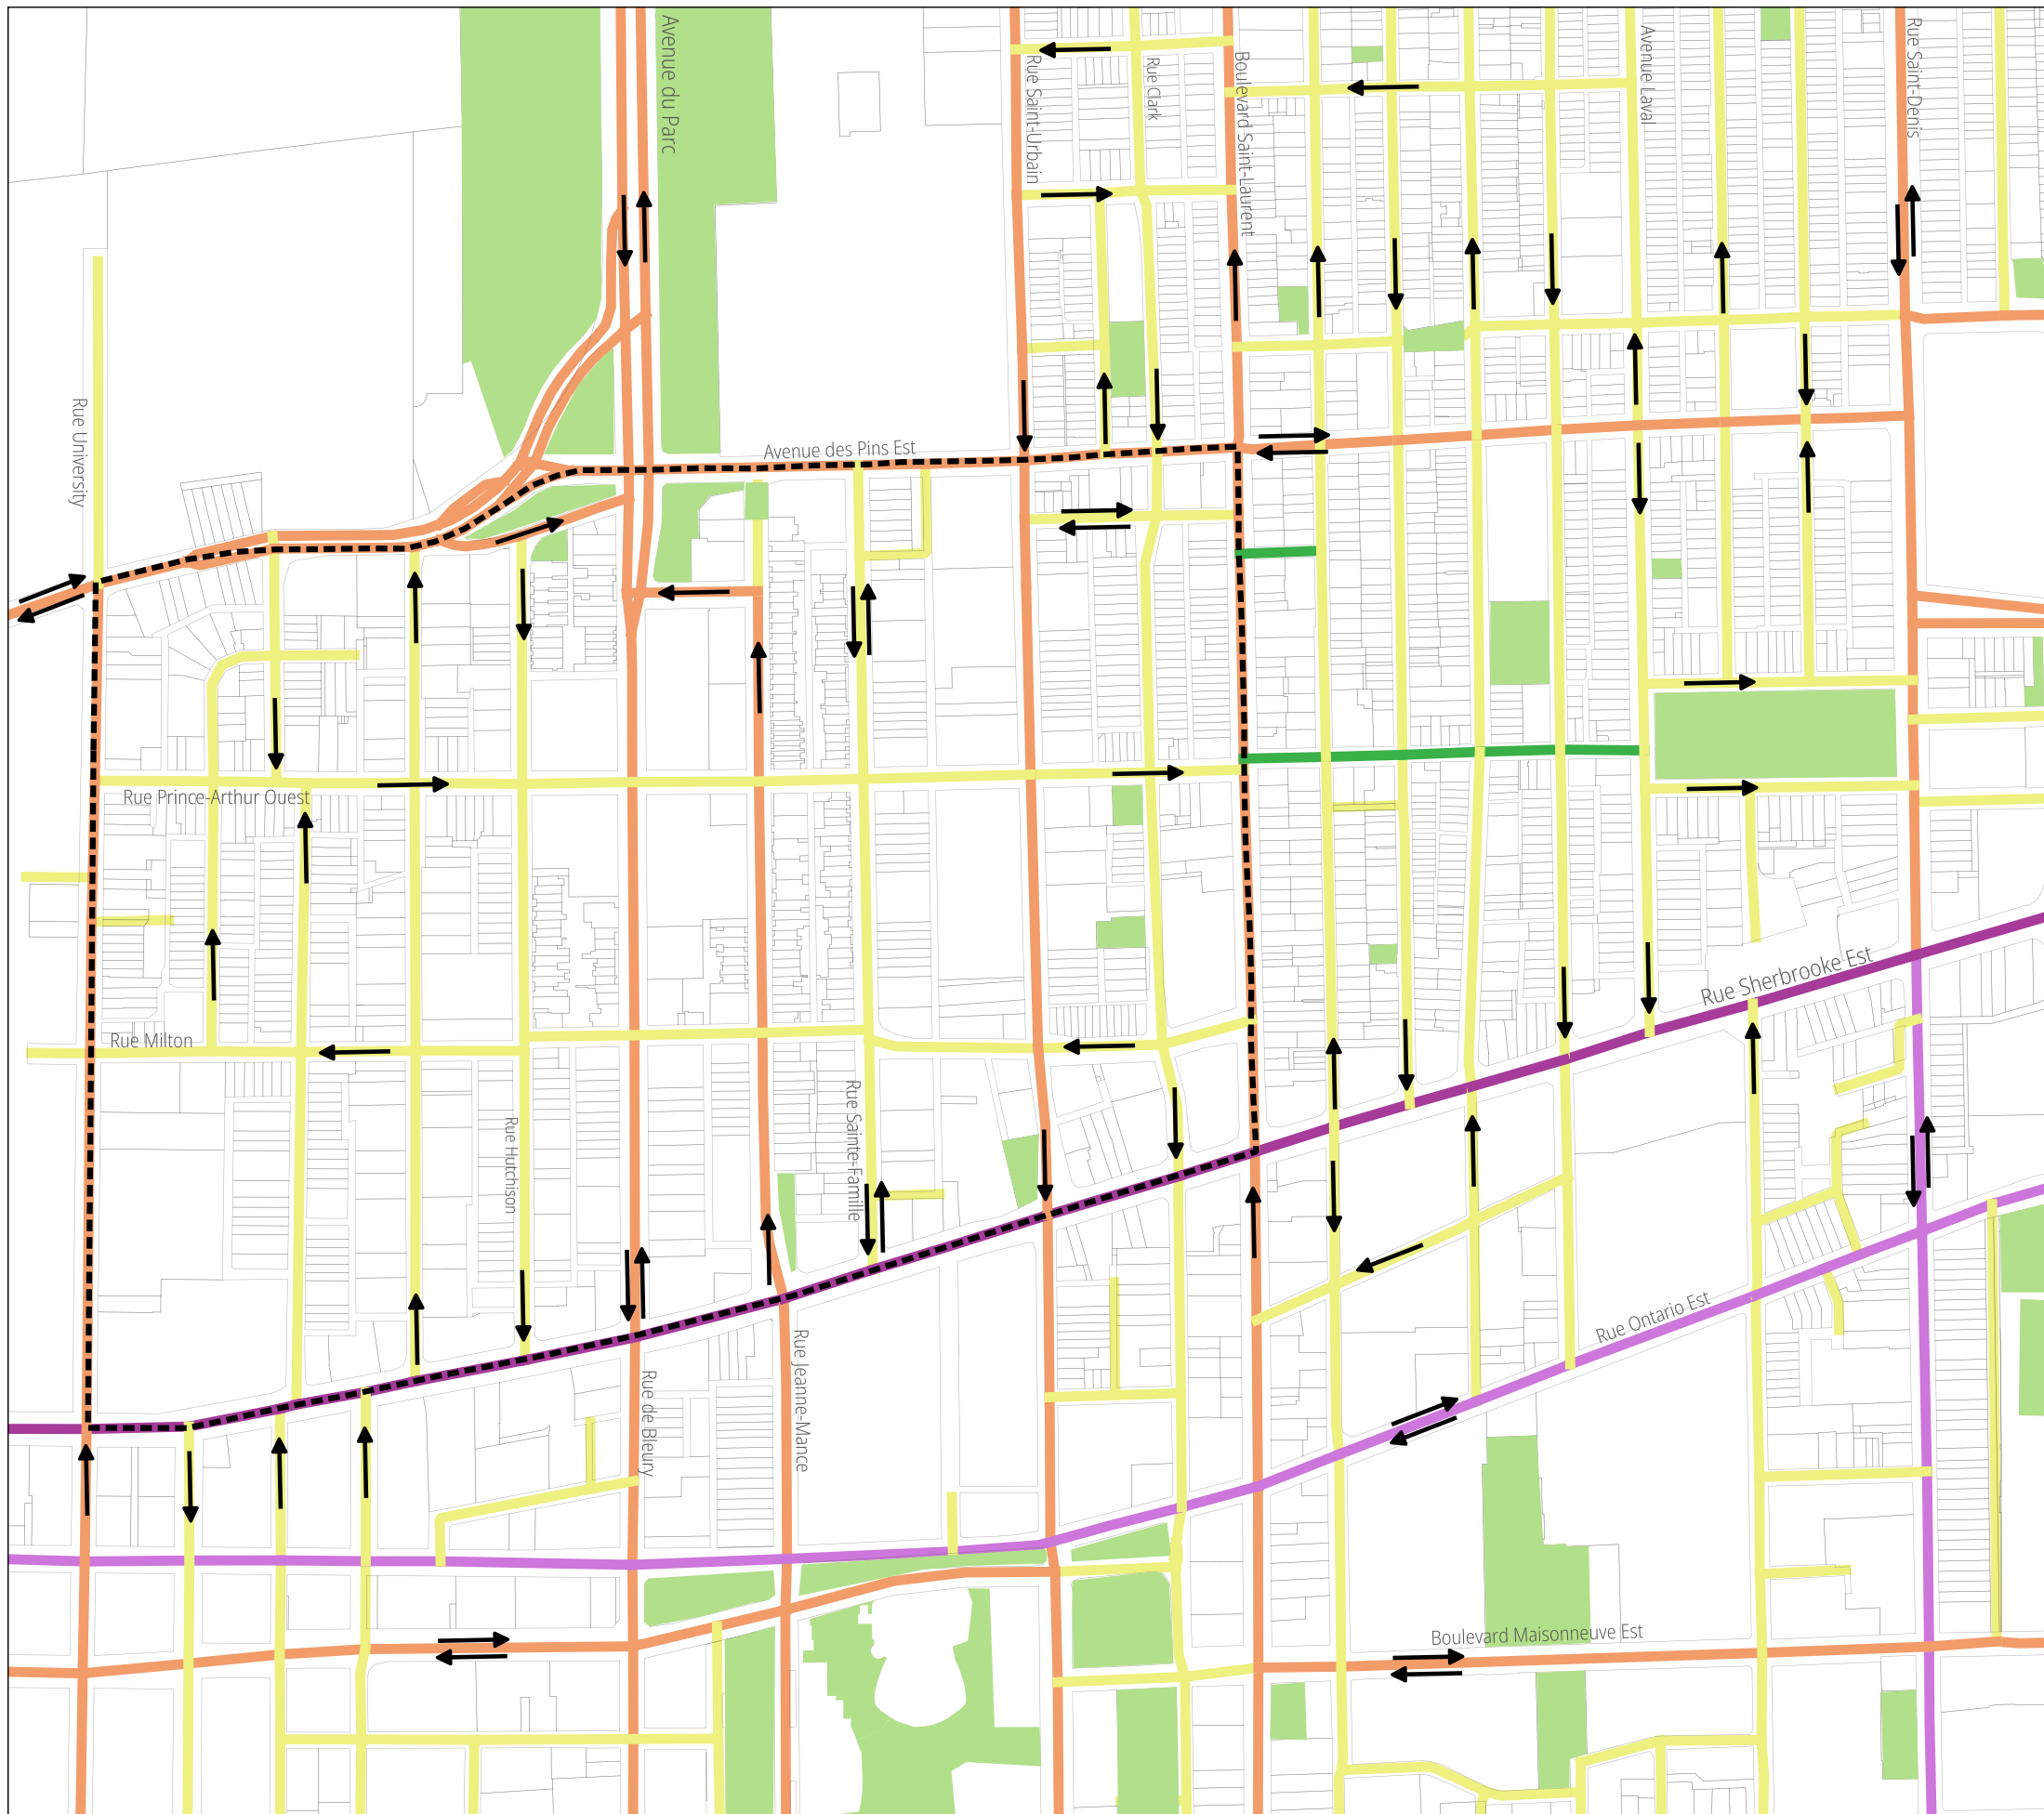 Avenue du Parc
Rue Saint-Urbain
Rue Clark
Boulevard Saint-Laurent
Avenue Laval
Rue Saint-Denis
Rue University
Avenue des Pins Est
Rue Prince-Arthur Ouest
Rue Milton
Rue Hutchison
Rue Sainte-Famille
Rue Sherbrooke Est
Rue Ontario Est
Rue de Bleury
Rue Jeanne-Mance
Boulevard Maisonneuve Est